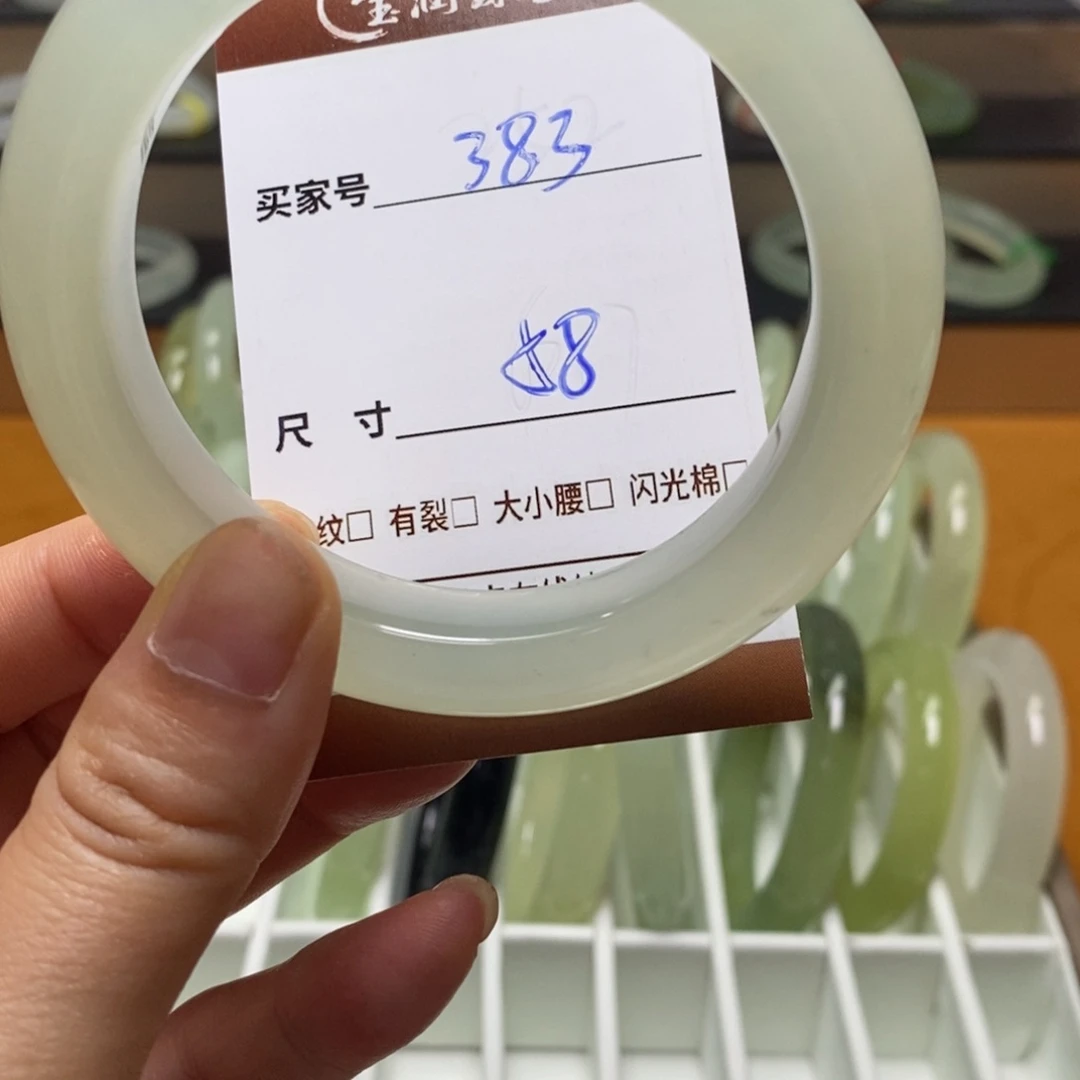 买家号 383
尺 寸 58
纹□ 有裂□ 大小腰□ 闪光棉□